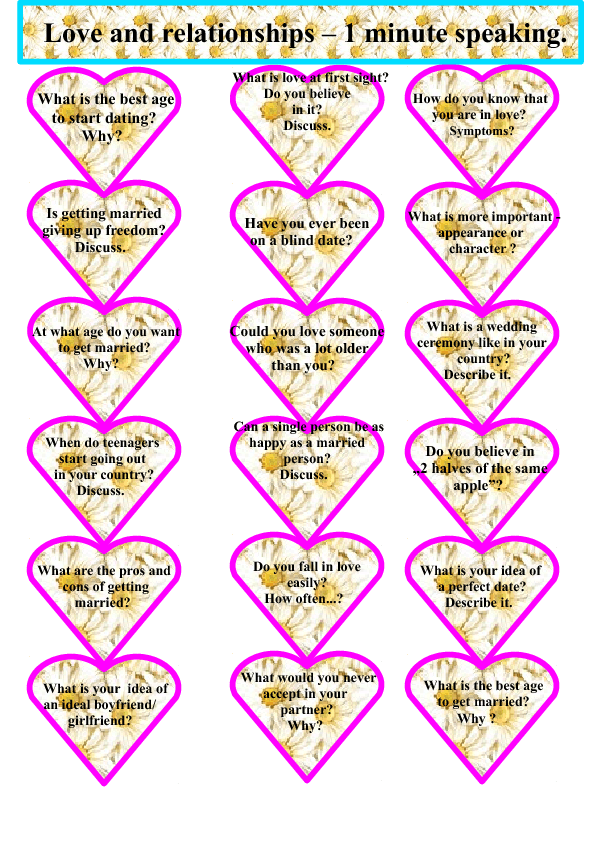 Love and relationships – 1 minute speaking.
What is the best age
to start dating?
Why?
What is love at first sight?
Do you believe
in it?
Discuss.
How do you know that
you are in love?
Symptoms?
Is getting married
giving up freedom?
Discuss.
Have you ever been
on a blind date?
What is more important -
appearance or
character ?
At what age do you want
to get married?
Why?
Could you love someone
who was a lot older
than you?
What is a wedding
ceremony like in your
country?
Describe it.
When do teenagers
start going out
in your country?
Discuss.
Can a single person be as
happy as a married
person?
Discuss.
Do you believe in
„2 halves of the same
apple”?
What are the pros and
cons of getting
married?
Do you fall in love
easily?
How often...?
What is your idea of
a perfect date?
Describe it.
What is your  idea of
an ideal boyfriend/
girlfriend?
What would you never
accept in your
partner?
Why?
What is the best age
to get married?
Why ?